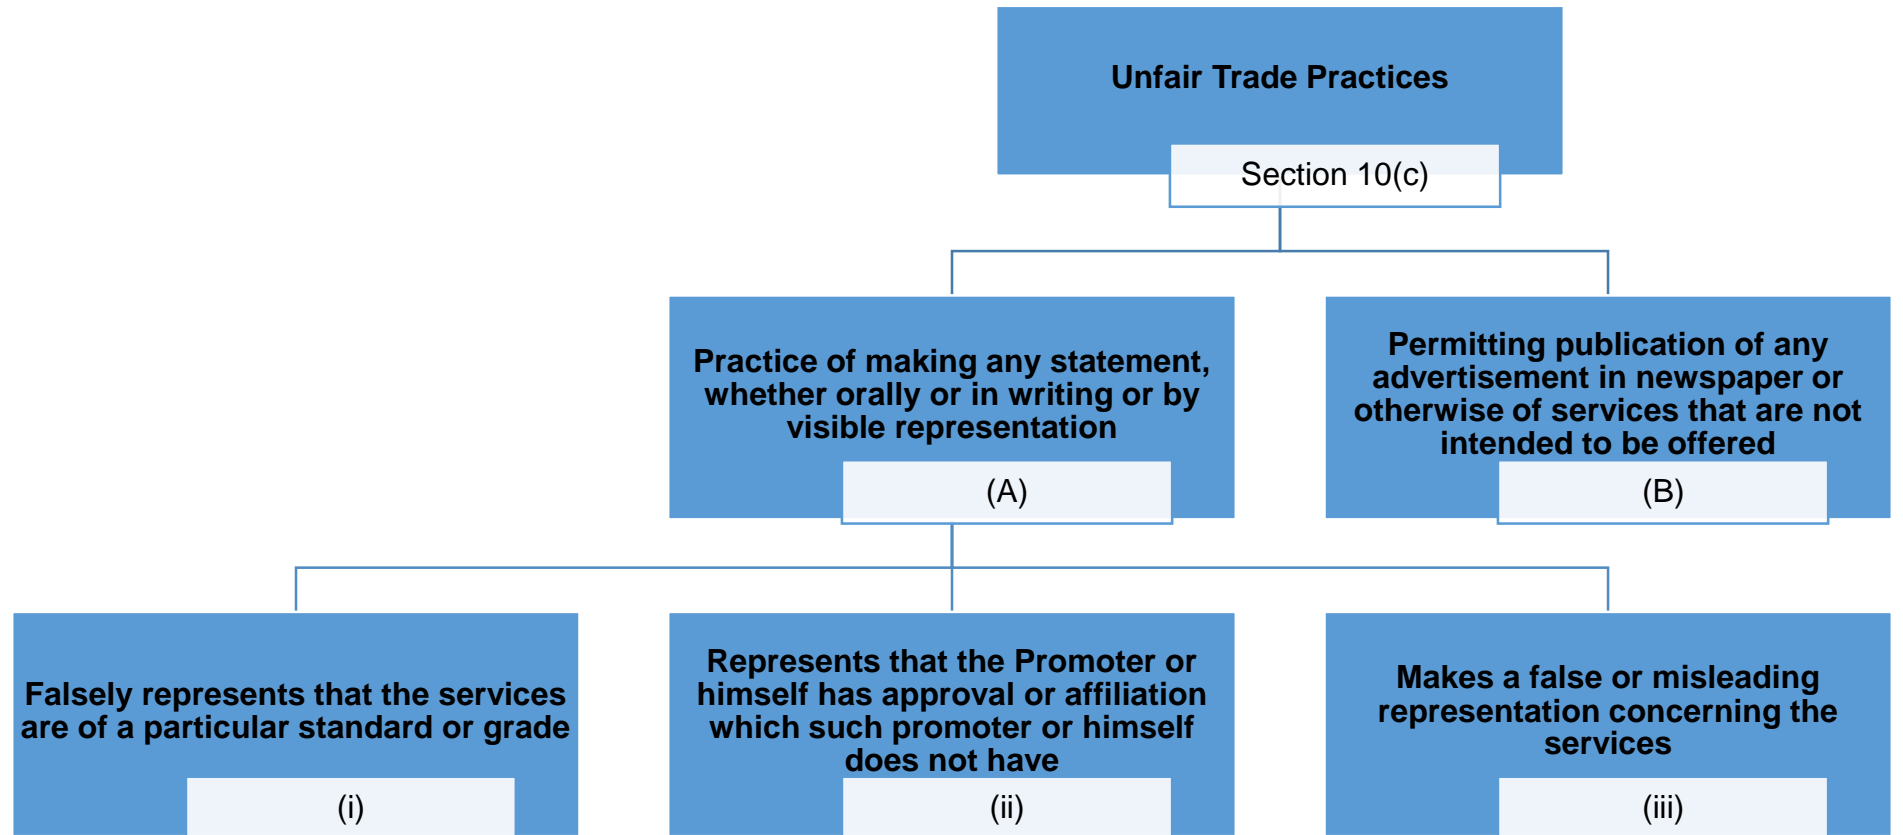 Unfair Trade Practices
Section 10(c)
Practice of making any statement,
whether orally or in writing or by
visible representation
(A)
Permitting publication of any
advertisement in newspaper or
otherwise of services that are not
intended to be offered
(B)
Falsely represents that the services
are of a particular standard or grade
(i)
Represents that the Promoter or
himself has approval or affiliation
which such promoter or himself
does not have
(ii)
Makes a false or misleading
representation concerning the
services
(iii)